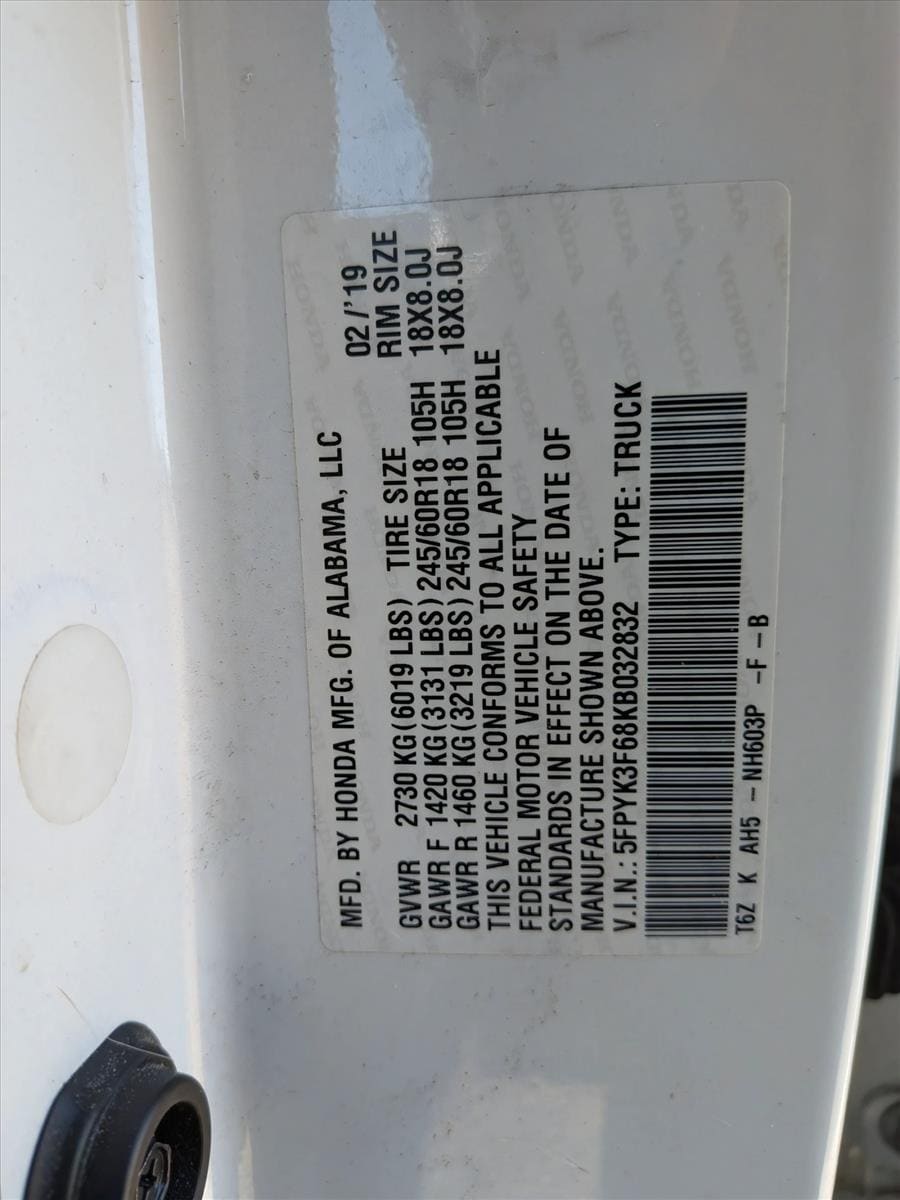 MFD. BY HONDA MFG. OF ALABAMA, LLC 02/'19
GVWR 2730 KG(6019 LBS) TIRE SIZE RIM SIZE
GAWR F 1420 KG(3131 LBS) 245/60R18 105H 18X8.0J
GAWR R 1460 KG(3219 LBS) 245/60R18 105H 18X8.0J
THIS VEHICLE CONFORMS TO ALL APPLICABLE
FEDERAL MOTOR VEHICLE SAFETY
STANDARDS IN EFFECT ON THE DATE OF
MANUFACTURE SHOWN ABOVE.
V.I.N.: 5FPYK3F68KB032832 TYPE: TRUCK
T6Z K AH5 -NH603P -F-B